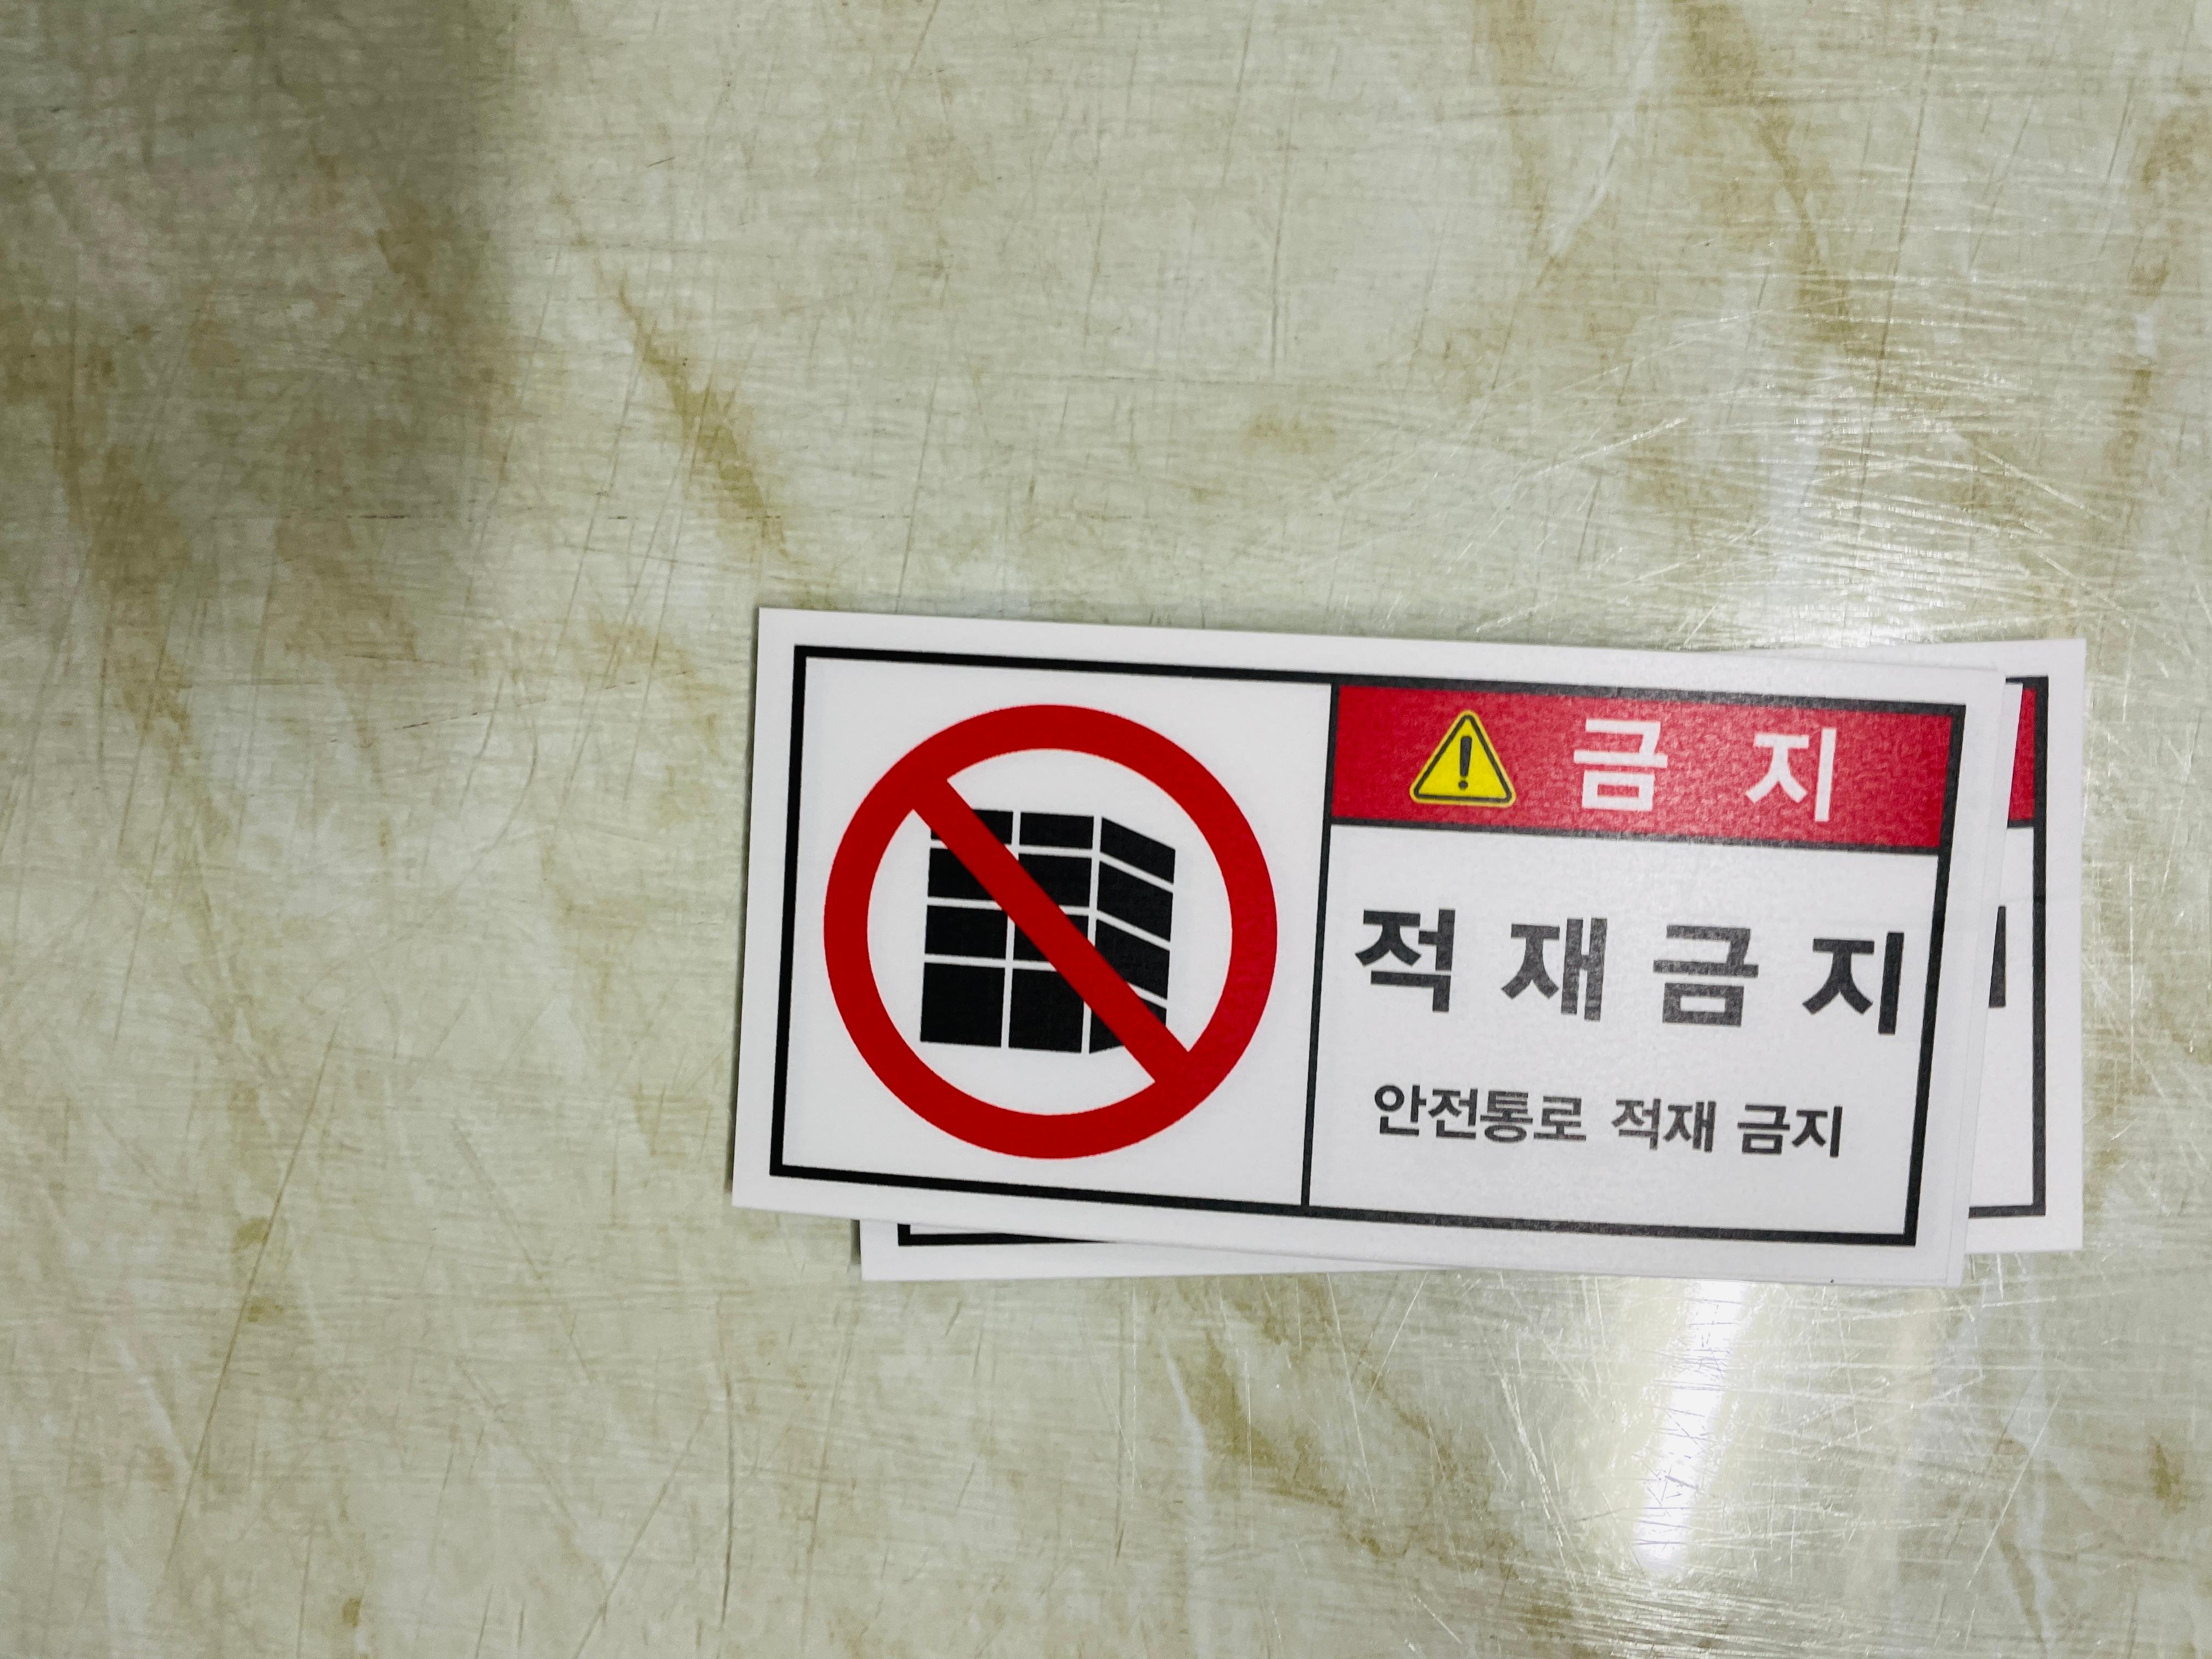 금 지
적 재 금 지
안전통로 적재 금지